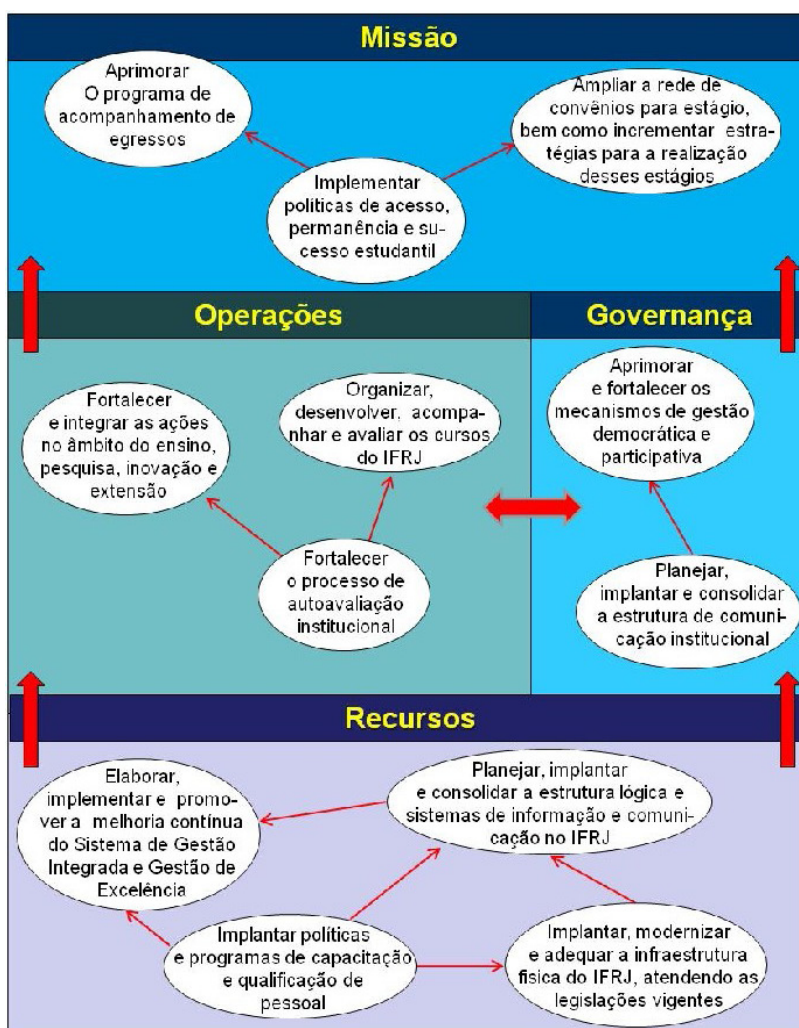 Missão
Aprimorar
O programa de
acompanhamento de
egressos
Ampliar a rede de
convênios para estágio,
bem como incrementar estra-
tégias para a realização
desses estágios
Implementar
políticas de acesso,
permanência e su-
cesso estudantil
Operações
Fortalecer
e integrar as ações
no âmbito do ensino,
pesquisa, inovação e
extensão
Organizar,
desenvolver, acompa-
nhar e avaliar os cursos
do IFRJ
Fortalecer
o processo de
autoavaliação
institucional
Governança
Aprimorar
e fortalecer os
mecanismos de gestão
democrática e
participativa
Planejar,
implantar e consolidar
a estrutura de comuni-
cação institucional
Recursos
Elaborar,
implementar e promo-
ver a melhoria contínua
do Sistema de Gestão
Integrada e Gestão de
Excelência
Planejar, implantar
e consolidar a estrutura lógica e
sistemas de informação e comuni-
cação no IFRJ
Implantar políticas
e programas de capacitação
e qualificação de
pessoal
Implantar, modernizar
e adequar a infraestrutura
física do IFRJ, atendendo as
legislações vigentes